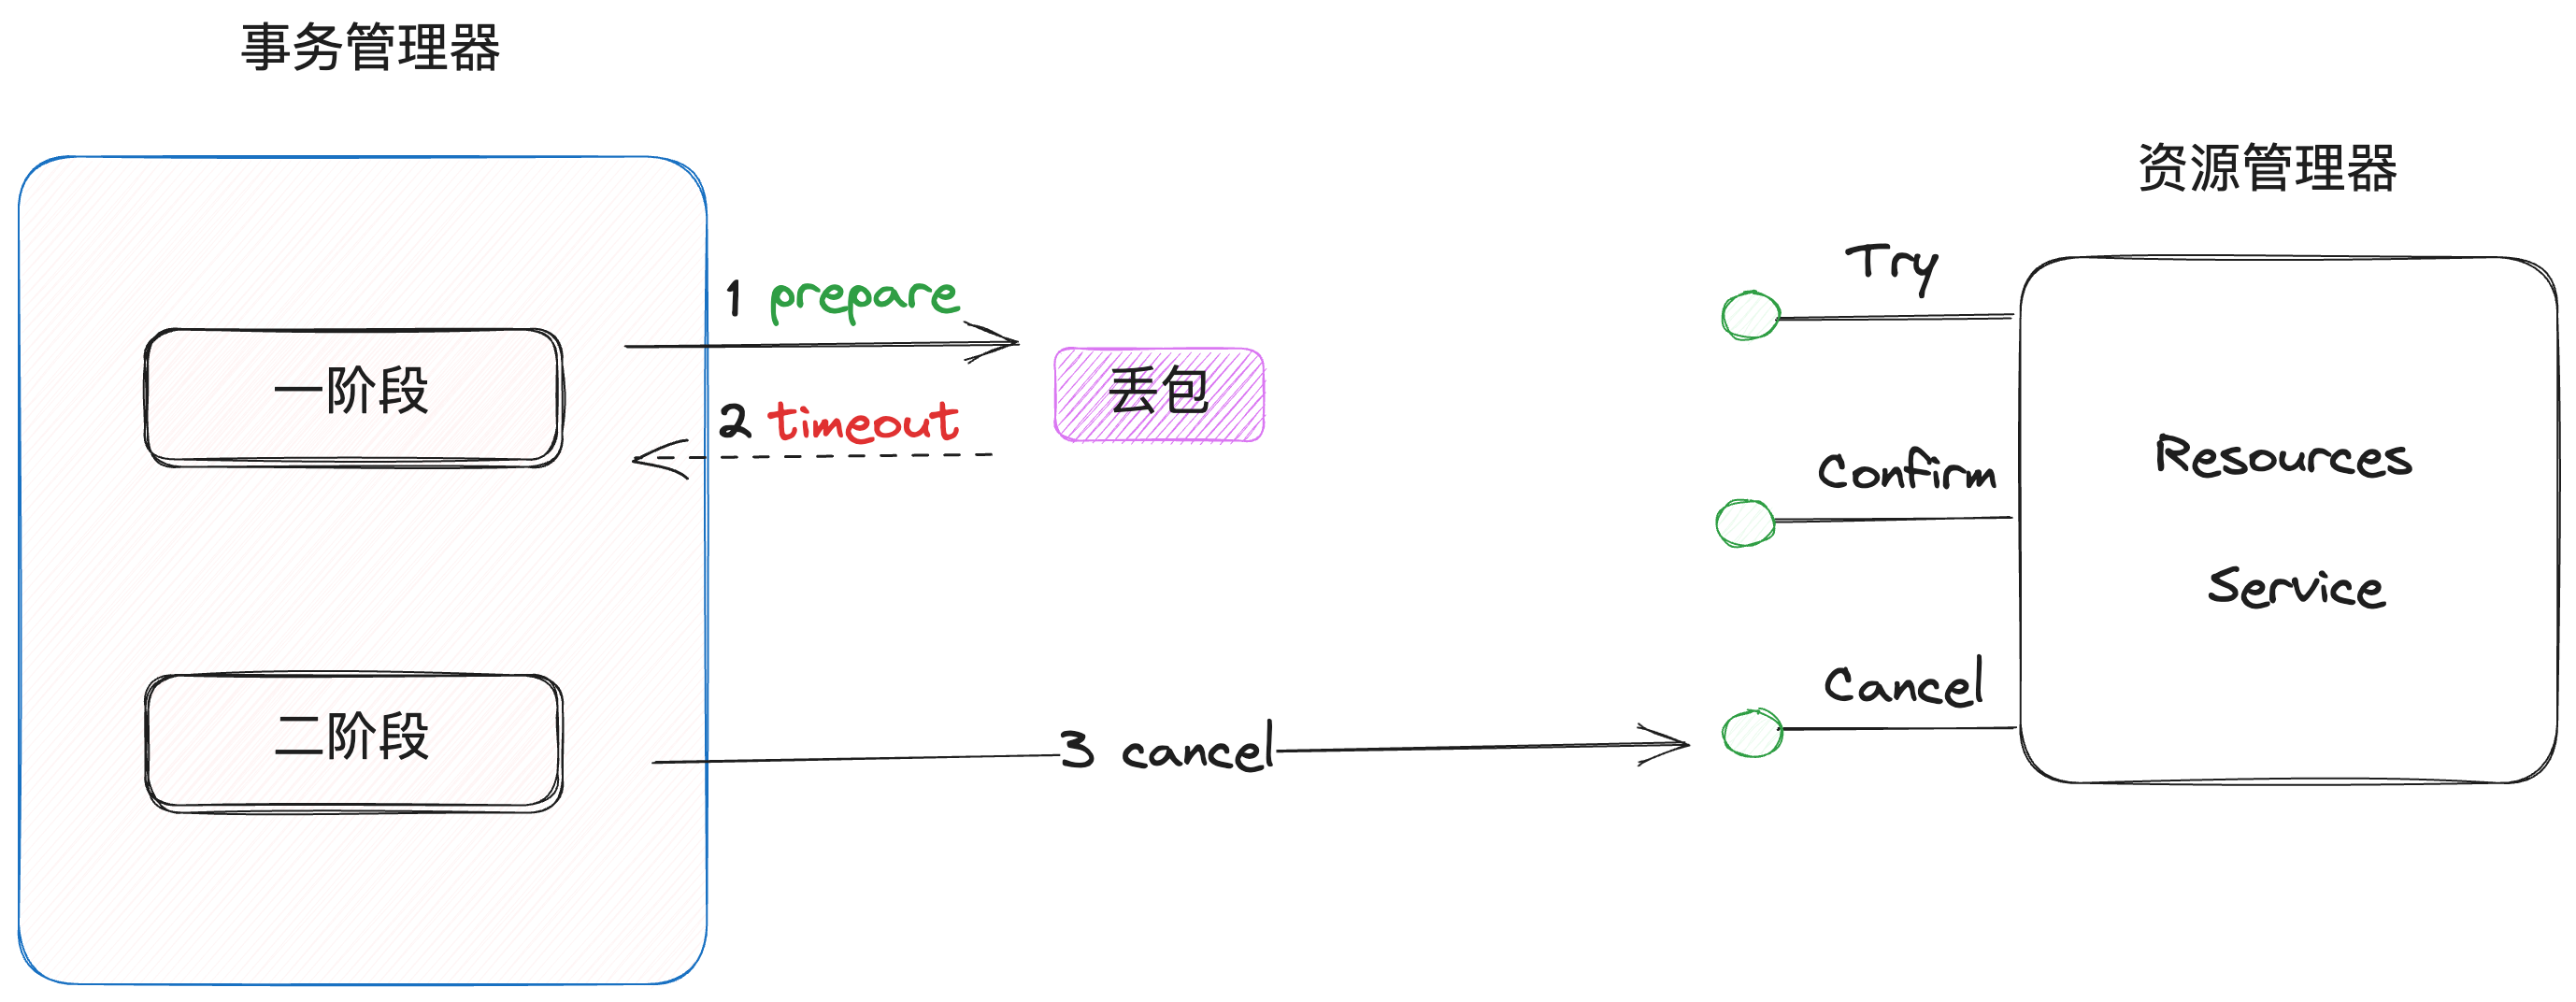 事务管理器
资源管理器
Try
1 prepare
一阶段
丢包
2 timeout
Confirm
Resources
Service
Cancel
二阶段
3 cancel